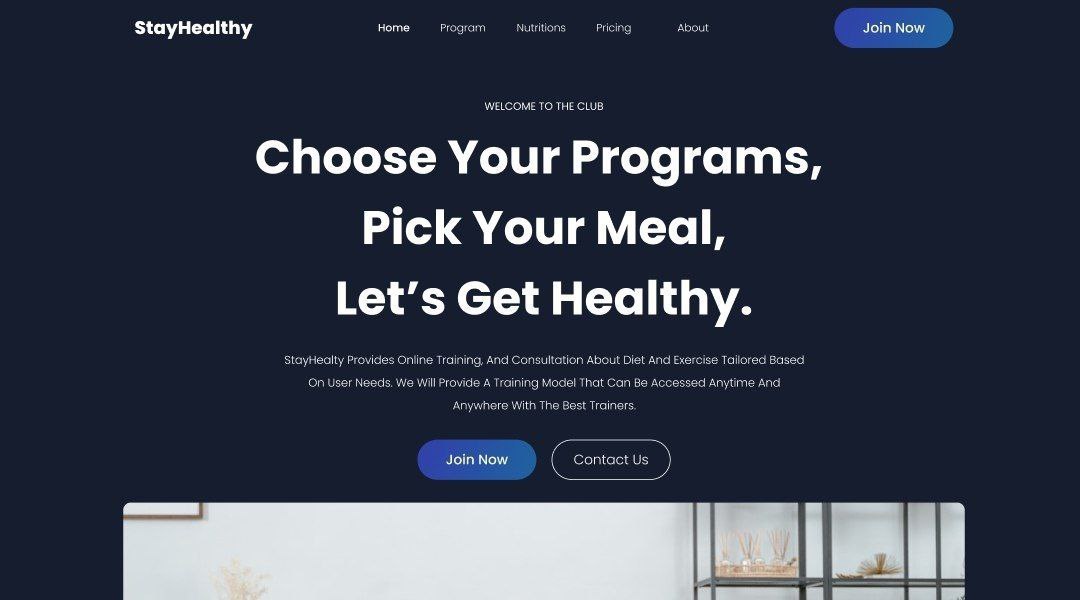 StayHealthy
Home Program Nutritions Pricing About Join Now
WELCOME TO THE CLUB
Choose Your Programs,
Pick Your Meal,
Let’s Get Healthy.
StayHealty Provides Online Training, And Consultation About Diet And Exercise Tailored Based
On User Needs. We Will Provide A Training Model That Can Be Accessed Anytime And
Anywhere With The Best Trainers.
Join Now Contact Us